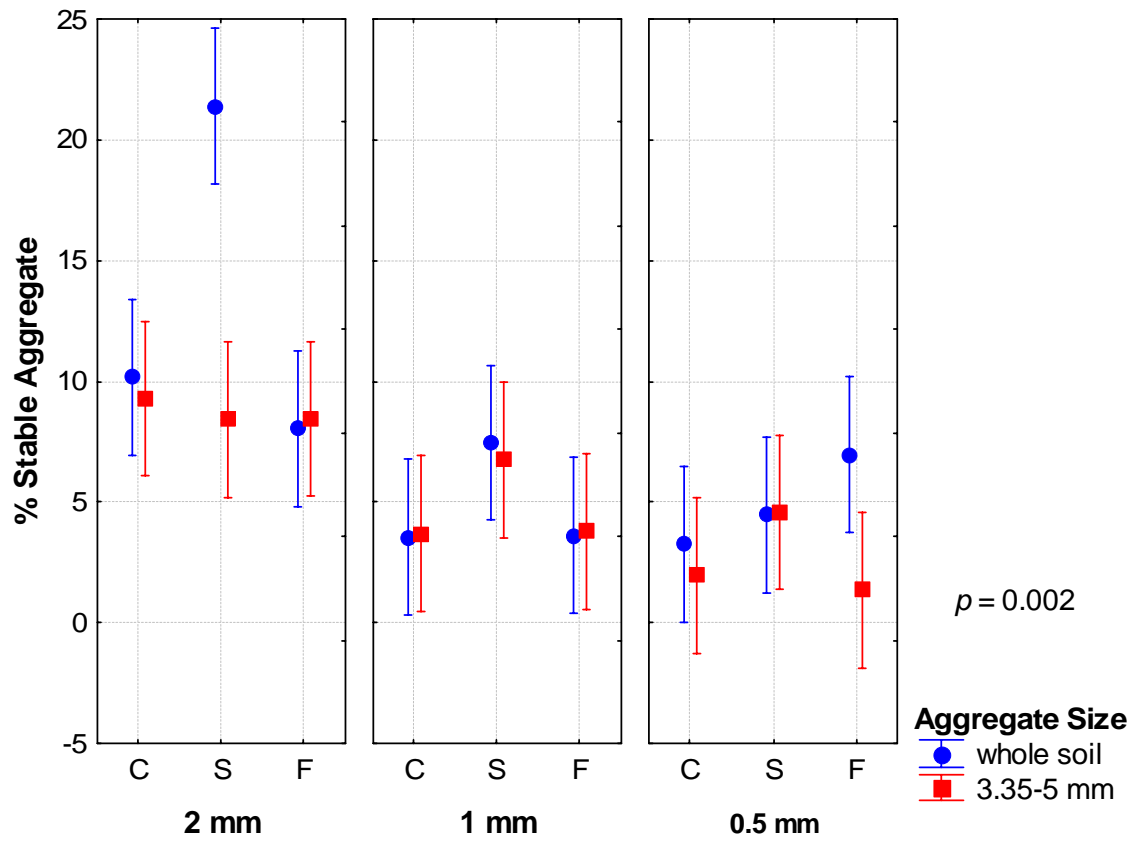 % Stable Aggregate
25
20
15
10
5
0
-5
C S F
C S F
C S F
2 mm
1 mm
0.5 mm
p = 0.002
Aggregate Size
whole soil
3.35-5 mm